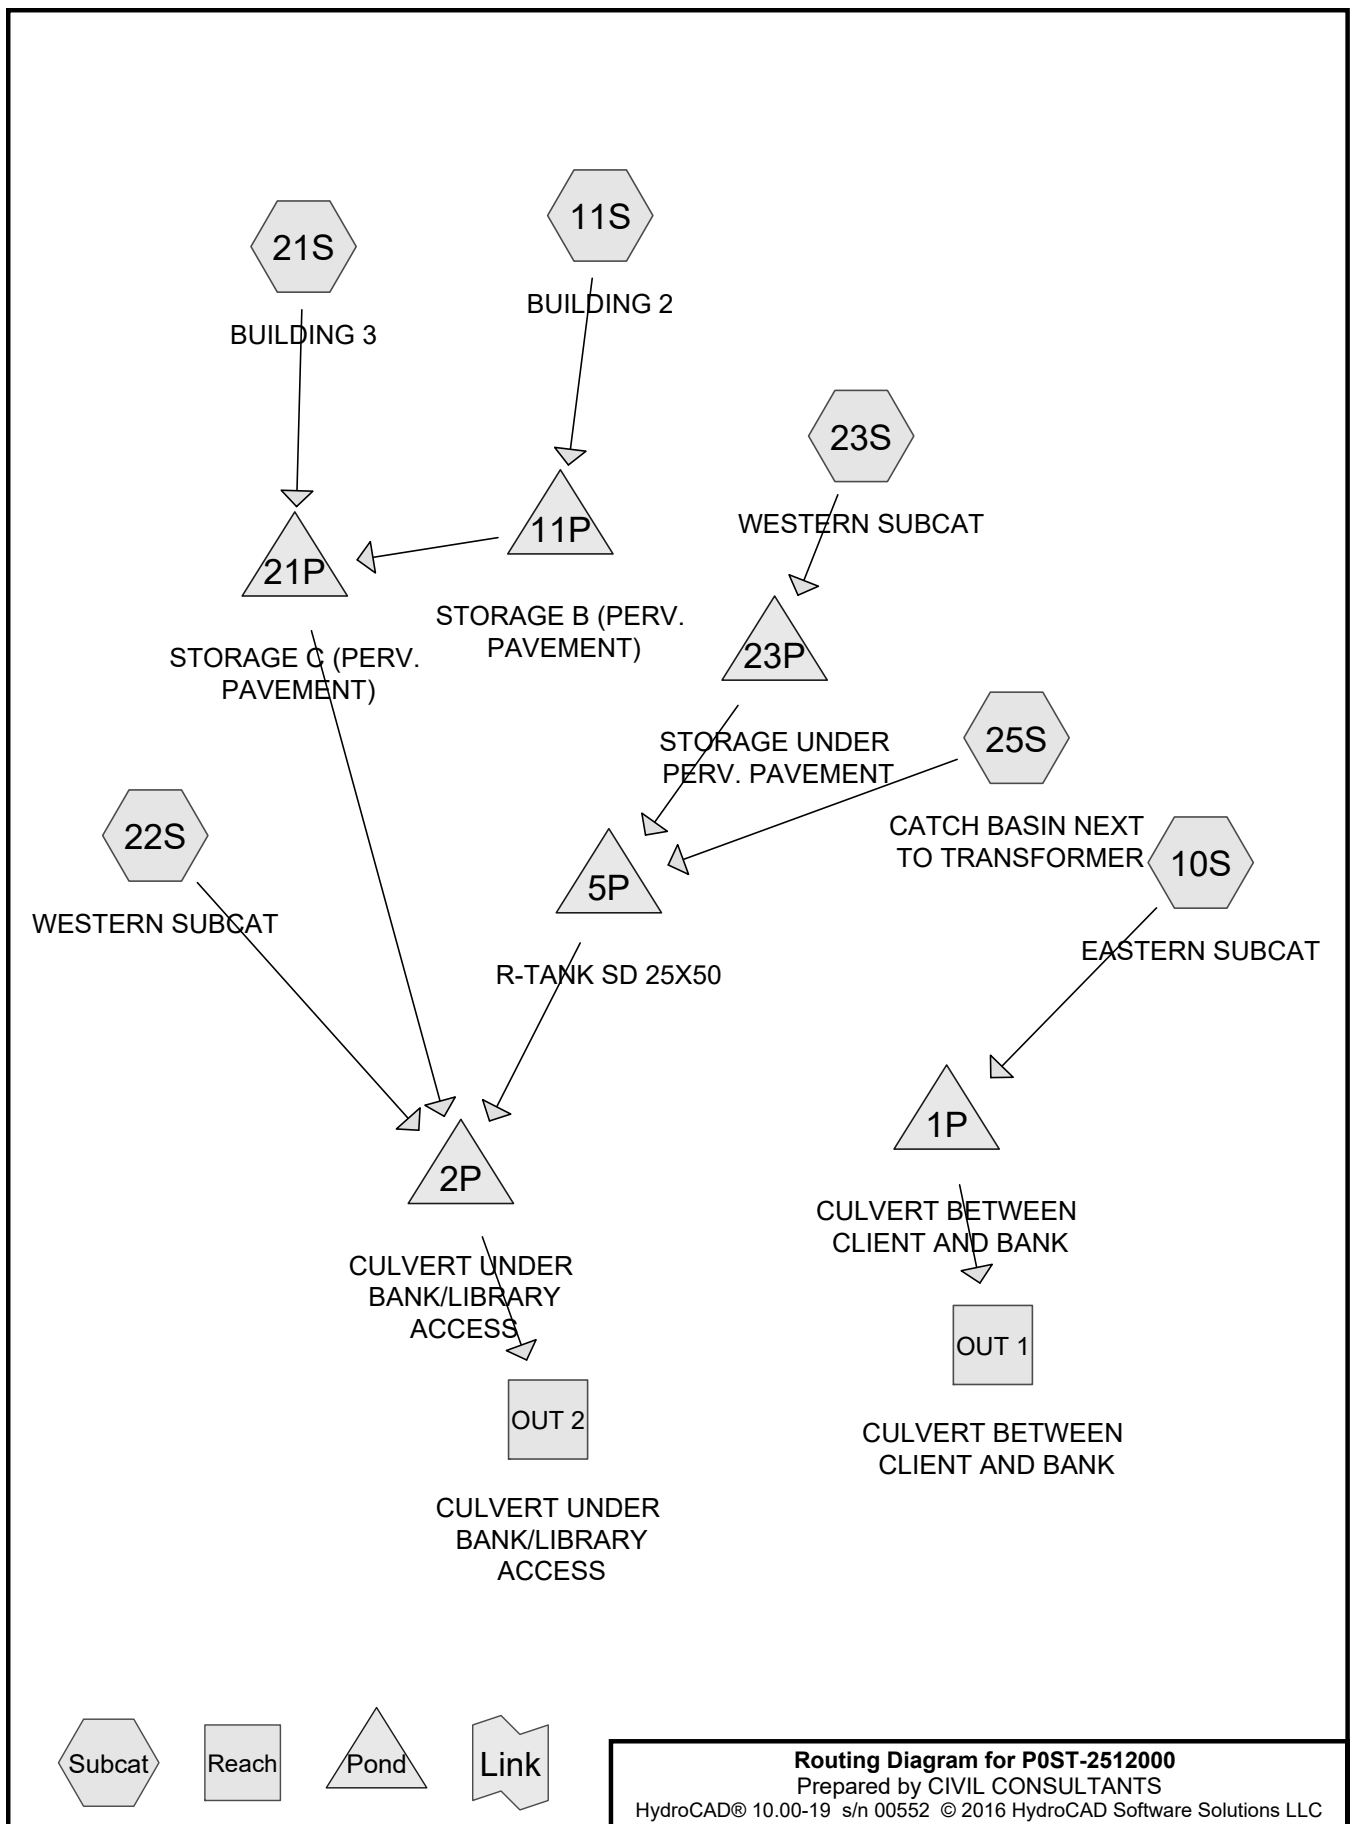 11S
21S
BUILDING 2
BUILDING 3
23S
WESTERN SUBCAT
11P
21P
STORAGE B (PERV.
PAVEMENT)
STORAGE C (PERV.
PAVEMENT)
23P
STORAGE UNDER
PERV. PAVEMENT
25S
CATCH BASIN NEXT
TO TRANSFORMER
22S
WESTERN SUBCAT
5P
R-TANK SD 25X50
10S
EASTERN SUBCAT
1P
CULVERT BETWEEN
CLIENT AND BANK
2P
CULVERT UNDER
BANK/LIBRARY
ACCESS
OUT 1
CULVERT BETWEEN
CLIENT AND BANK
OUT 2
CULVERT UNDER
BANK/LIBRARY
ACCESS
Subcat
Reach
Pond
Link
Routing Diagram for P0ST-2512000
Prepared by CIVIL CONSULTANTS
HydroCAD® 10.00-19 s/n 00552 © 2016 HydroCAD Software Solutions LLC